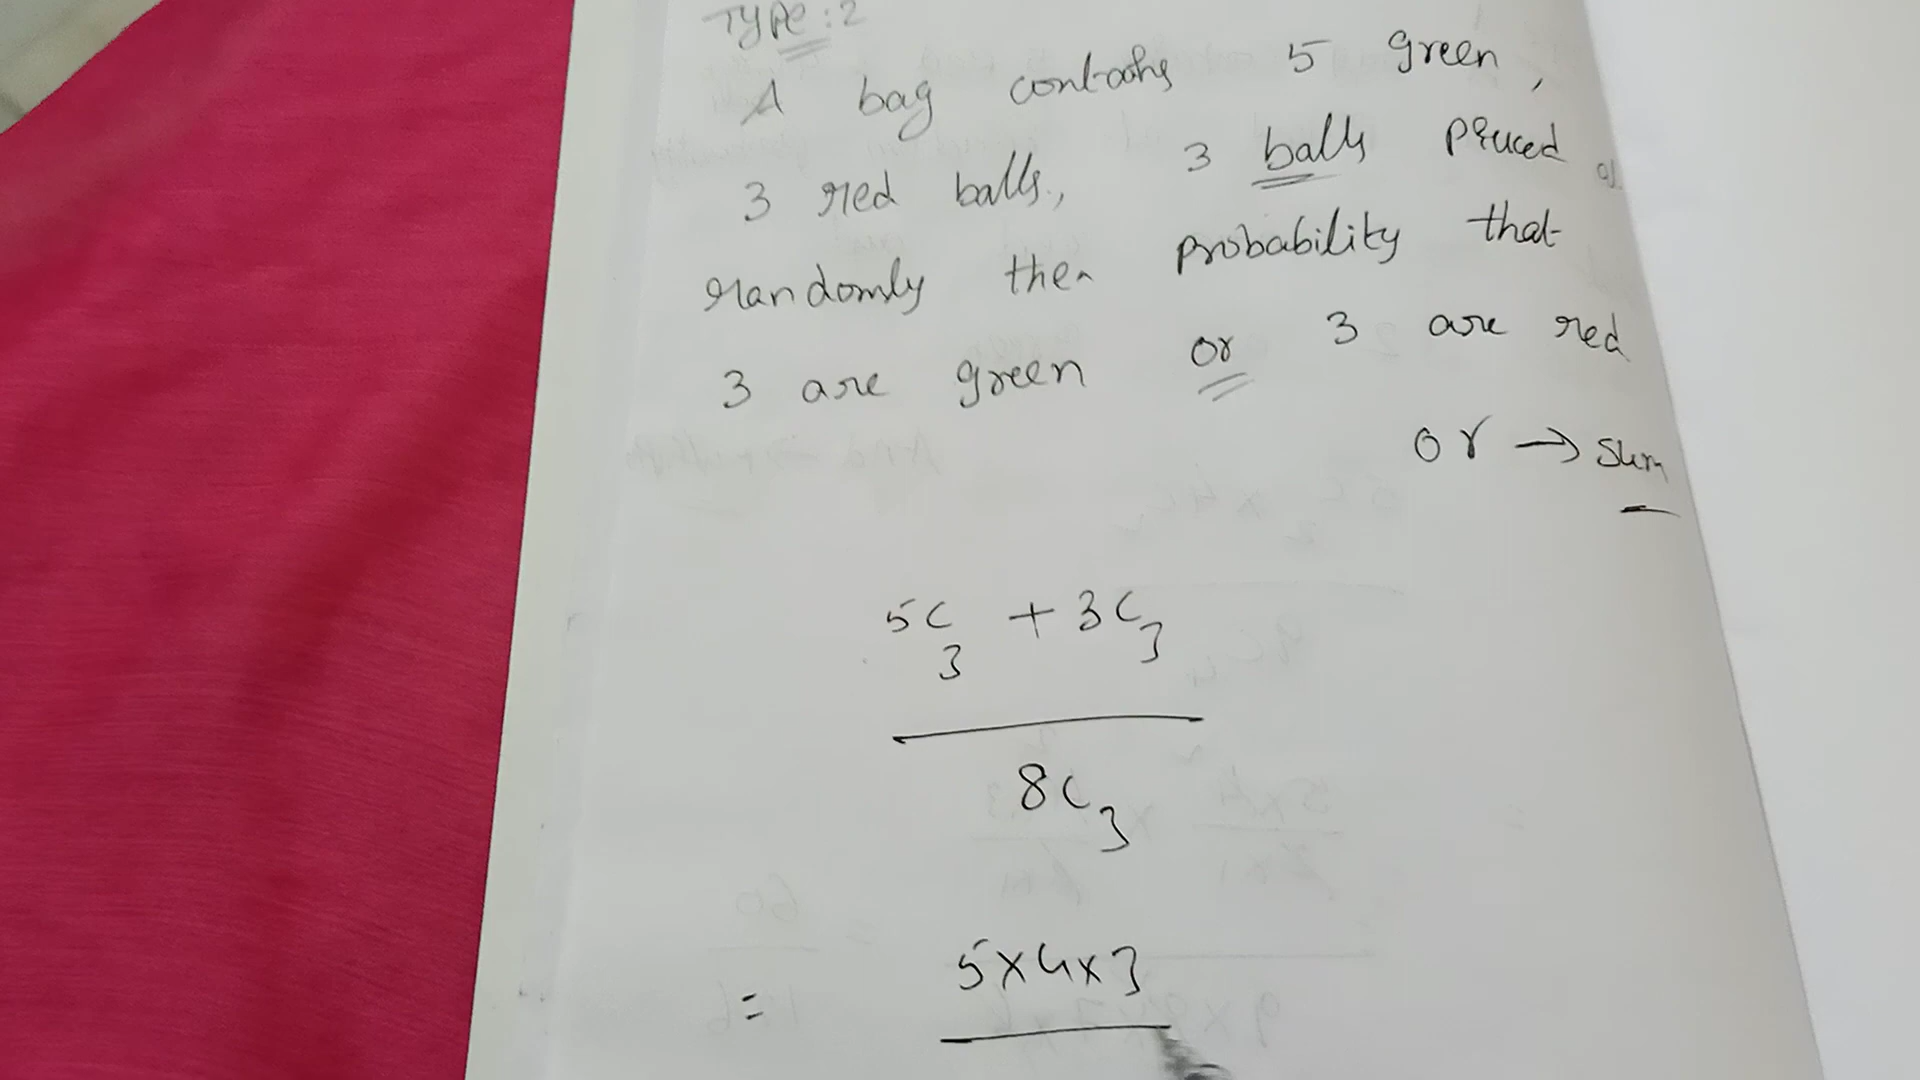 Type: 2
A bag contains 5 green,
3 red balls, 3 balls picked
randomly then probability that
3 are green or 3 are red
or → sum
5C3 + 3C3
8C3
= 5×4×3